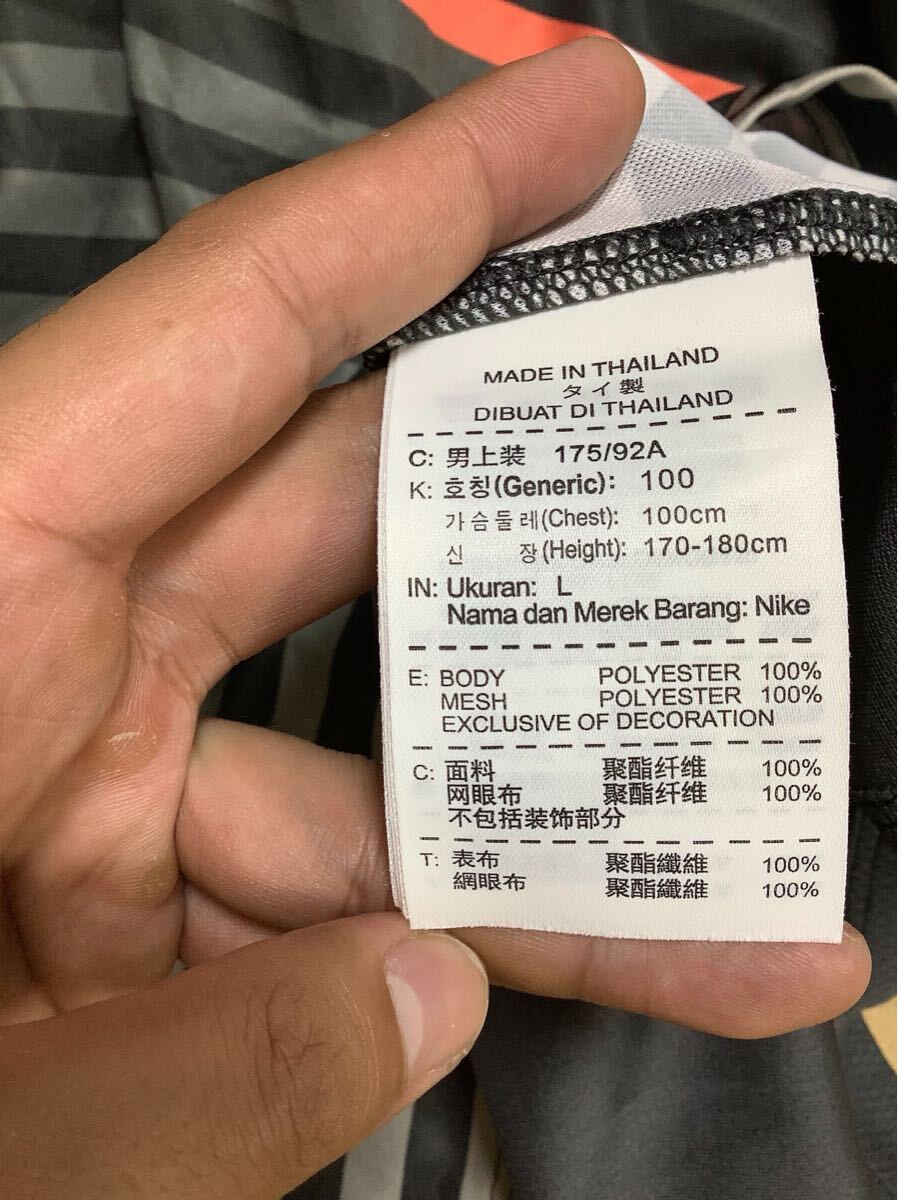 MADE IN THAILAND
タイ製
DIBUAT DI THAILAND
C: 男上装 175/92A
K: 호칭(Generic): 100
가슴둘레(Chest): 100cm
신 장(Height): 170-180cm
IN: Ukuran: L
Nama dan Merek Barang: Nike
E: BODY POLYESTER 100%
MESH POLYESTER 100%
EXCLUSIVE OF DECORATION
C: 面料 聚酯纤维 100%
网眼布 聚酯纤维 100%
不包括装饰部分
T: 表布 聚酯纖維 100%
網眼布 聚酯纖維 100%